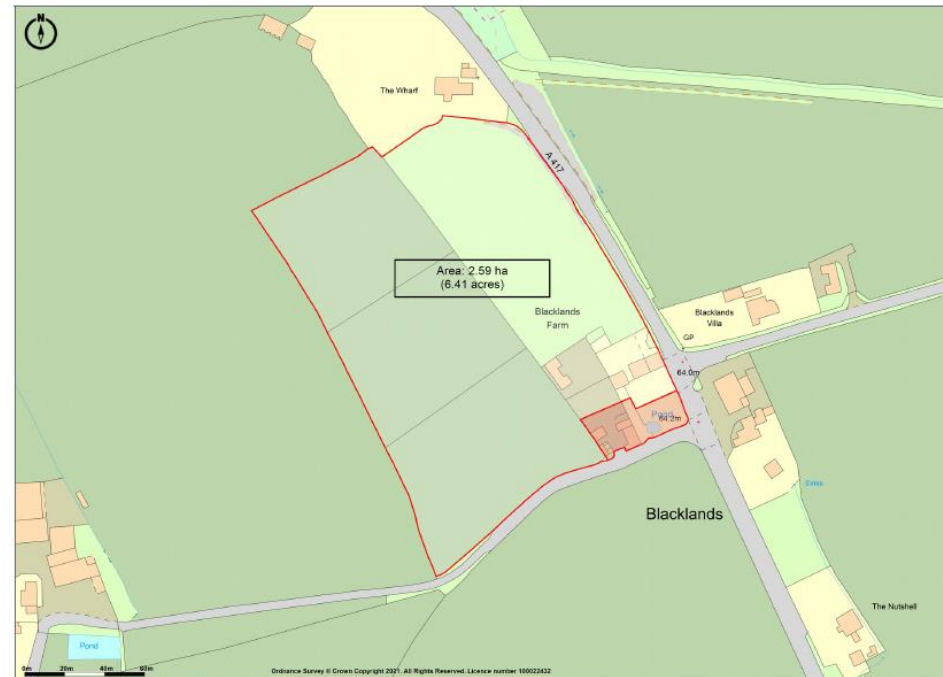 N
The Wharf
A 417
Area: 2.59 ha
(6.41 acres)
Blacklands
Farm
Blacklands
Villa
GP
64.0m
Pond
64.2m
Sinks
Blacklands
The Nutshell
Pond
0m 20m 40m 60m
Ordnance Survey © Crown Copyright 2021. All Rights Reserved. Licence number 100022432